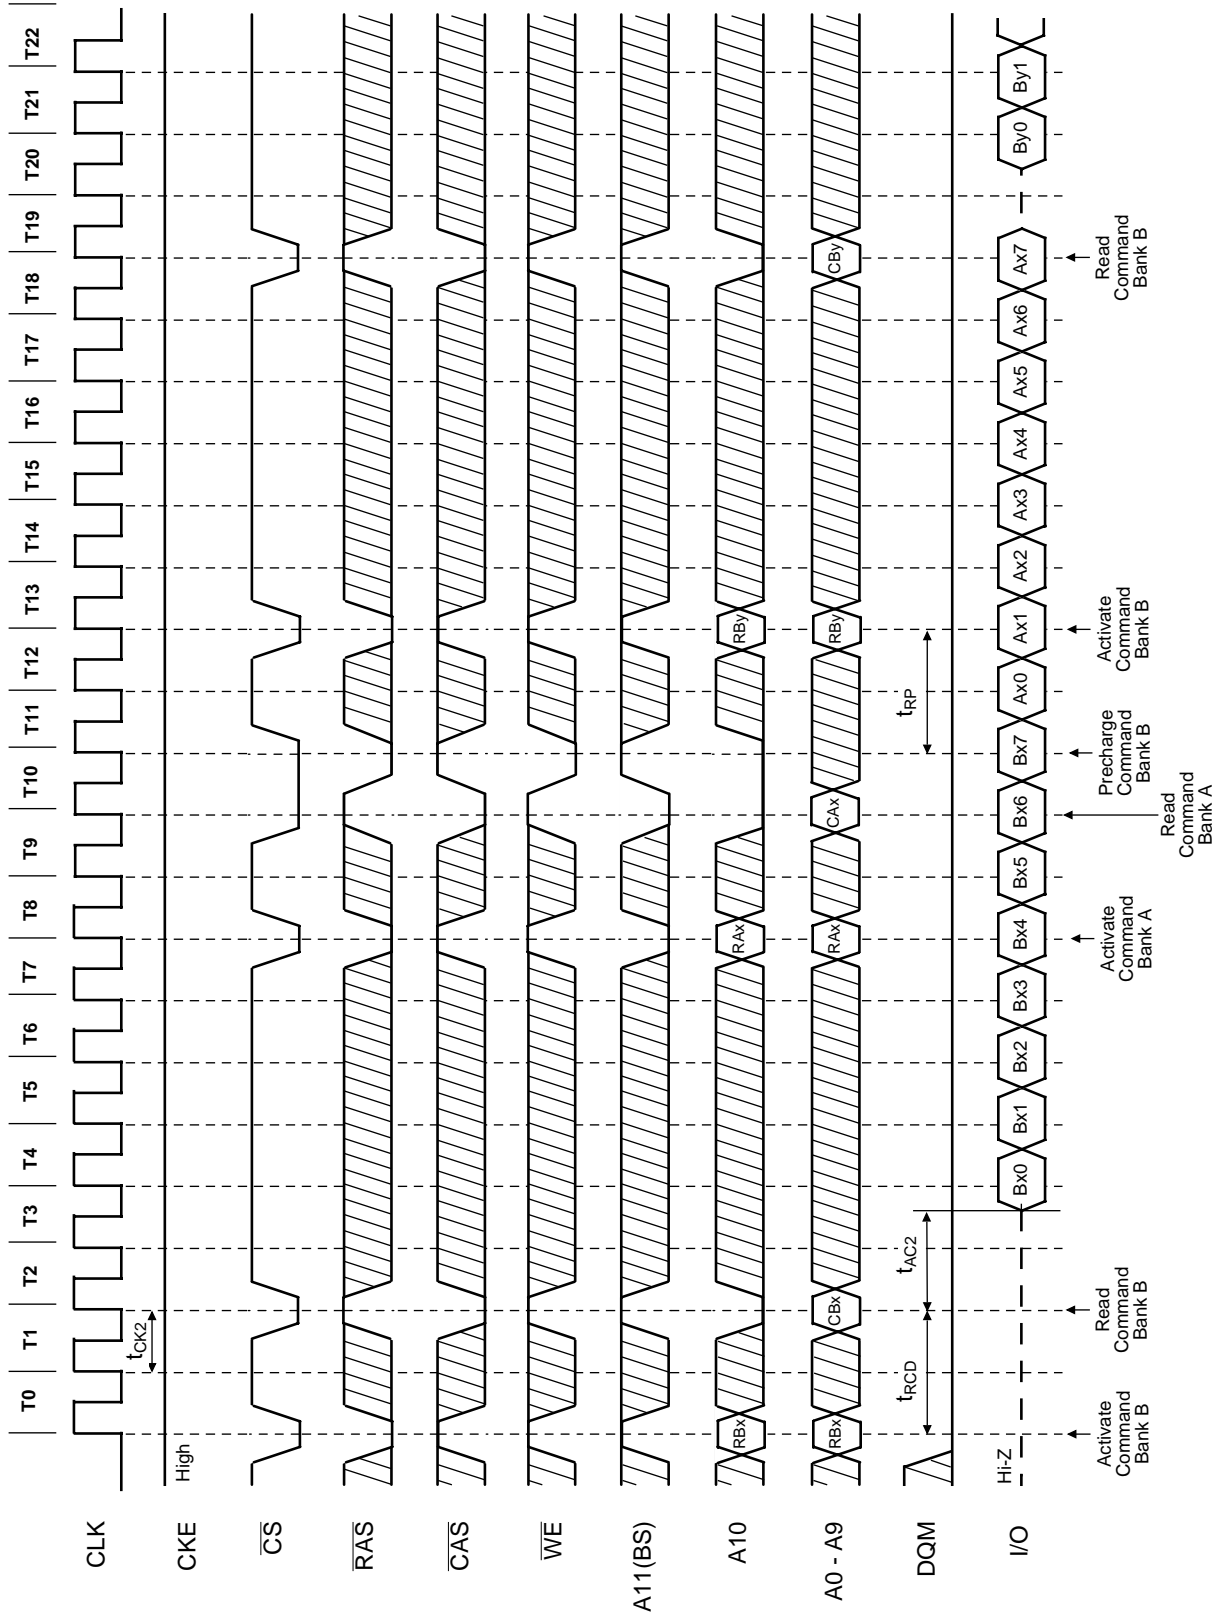 T0 T1 T2 T3 T4 T5 T6 T7 T8 T9 T10 T11 T12 T13 T14 T15 T16 T17 T18 T19 T20 T21 T22
CLK
tCK2
CKE
High
CS
RAS
CAS
WE
A11(BS)
A10
RBx RAx RBy
A0 - A9
RBx CBx RAx CAx RBy CBy
tRCD tAC2 tRP
DQM
I/O
Hi-Z
Bx0 Bx1 Bx2 Bx3 Bx4 Bx5 Bx6 Bx7 Ax0 Ax1 Ax2 Ax3 Ax4 Ax5 Ax6 Ax7 By0 By1
Activate
Command
Bank B
Read
Command
Bank B
Activate
Command
Bank A
Read
Command
Bank A
Precharge
Command
Bank B
Activate
Command
Bank B
Read
Command
Bank B